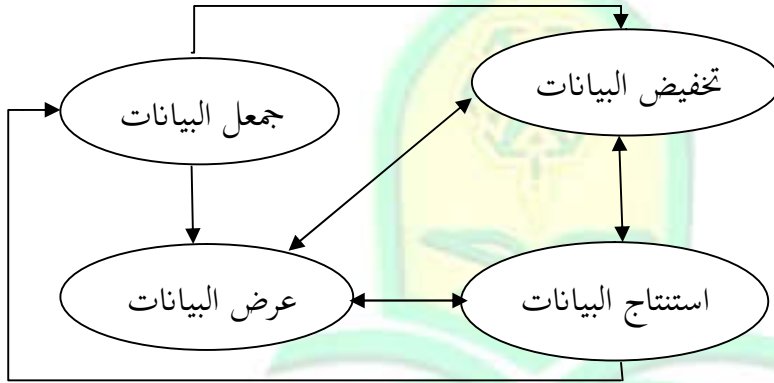 تخفيض البيانات
جمعل البيانات
استنتاج البيانات
عرض البيانات